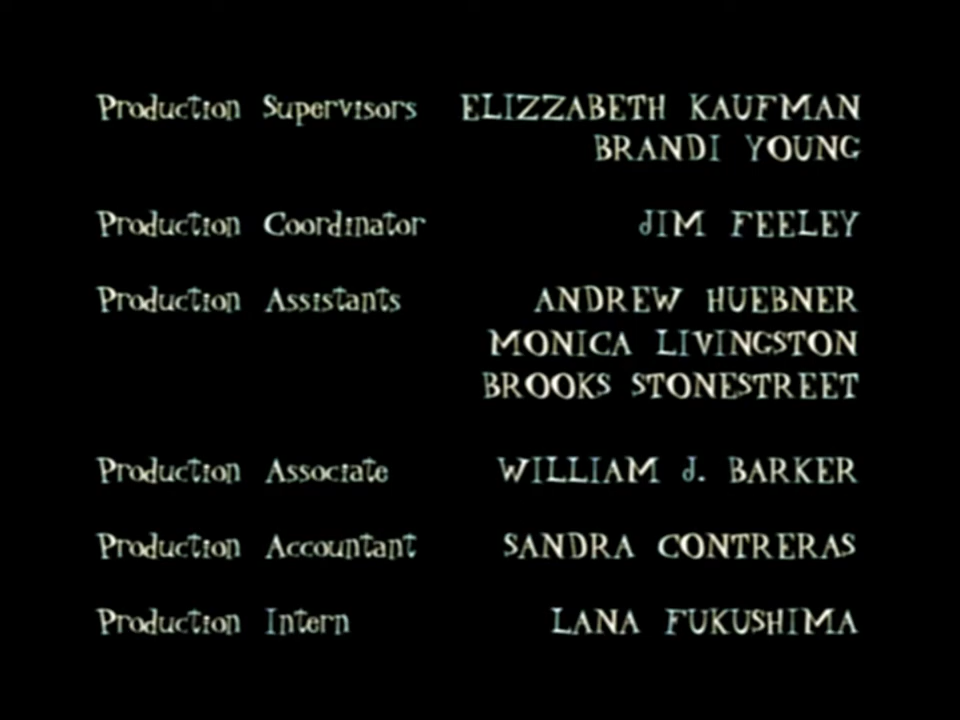 Production Supervisors ELIZZABETH KAUFMAN
BRANDI YOUNG
Production Coordinator JIM FEELEY
Production Assistants ANDREW HUEBNER
MONICA LIVINGSTON
BROOKS STONESTREET
Production Associate WILLIAM J. BARKER
Production Accountant SANDRA CONTRERAS
Production Intern LANA FUKUSHIMA